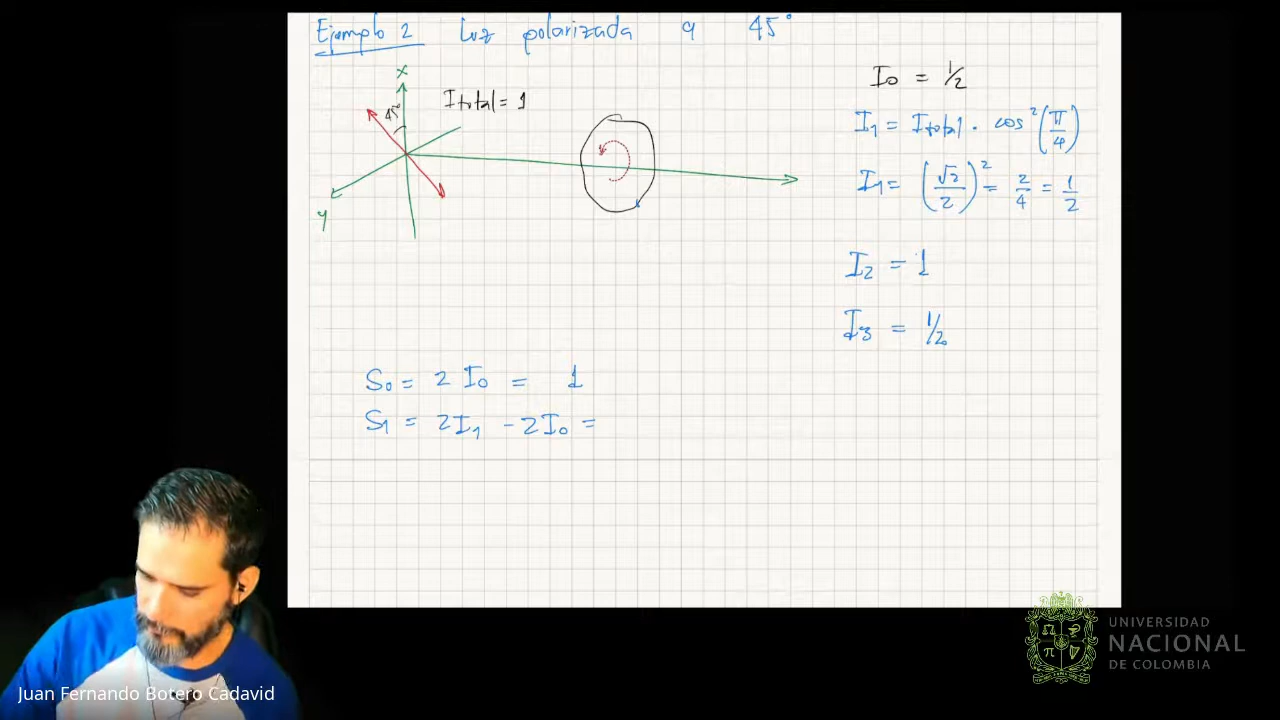 Ejemplo 2 Luz polarizada a 45°
x
45°
Itotal = 1
y
I0 = 1/2
I1 = Itotal · cos²(π/4)
I1 = (√2/2)² = 2/4 = 1/2
I2 = 1
I3 = 1/2
S0 = 2 I0 = 1
S1 = 2I1 - 2I0 =
Juan Fernando Botero Cadavid
UNIVERSIDAD
NACIONAL
DE COLOMBIA